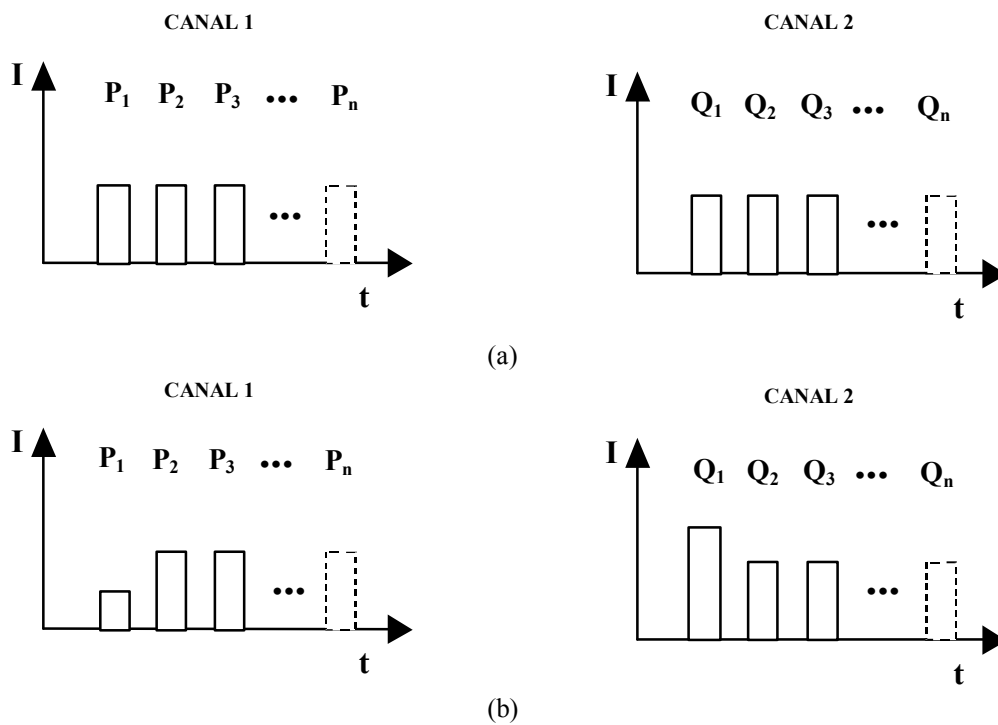 CANAL 1
I
P1 P2 P3 ... Pn
...
t
CANAL 2
I
Q1 Q2 Q3 ... Qn
...
t
(a)
CANAL 1
I
P1 P2 P3 ... Pn
...
t
CANAL 2
I
Q1 Q2 Q3 ... Qn
...
t
(b)